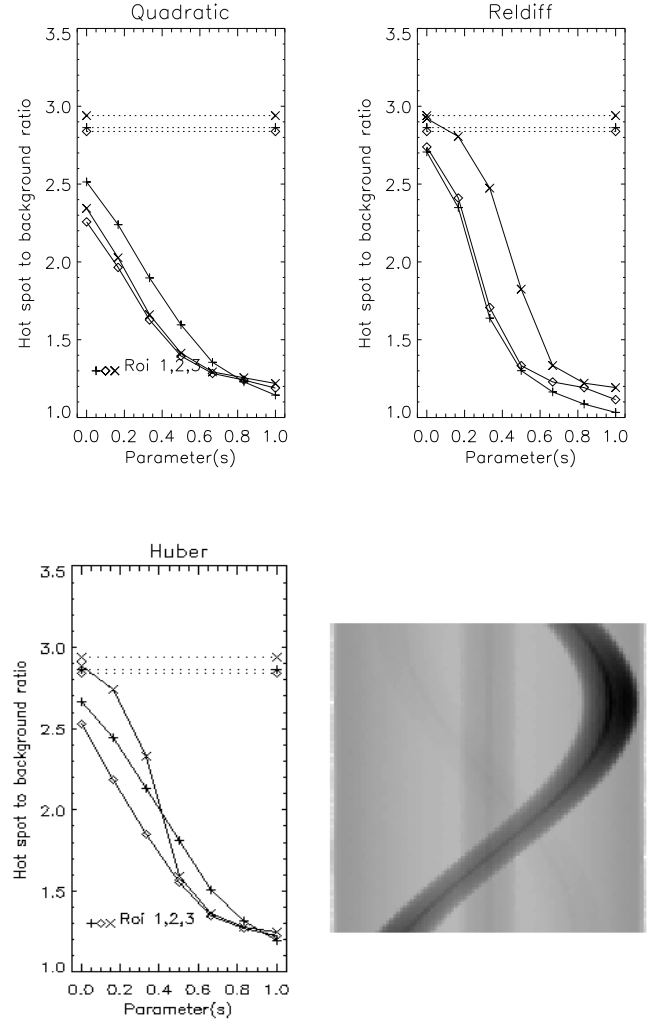 Quadratic
Hot spot to background ratio
3.5
3.0
2.5
2.0
1.5
1.0
Roi 1,2,3
0.0 0.2 0.4 0.6 0.8 1.0
Parameter(s)
Reldiff
Hot spot to background ratio
3.5
3.0
2.5
2.0
1.5
1.0
0.0 0.2 0.4 0.6 0.8 1.0
Parameter(s)
Huber
Hot spot to background ratio
3.5
3.0
2.5
2.0
1.5
1.0
Roi 1,2,3
0.0 0.2 0.4 0.6 0.8 1.0
Parameter(s)